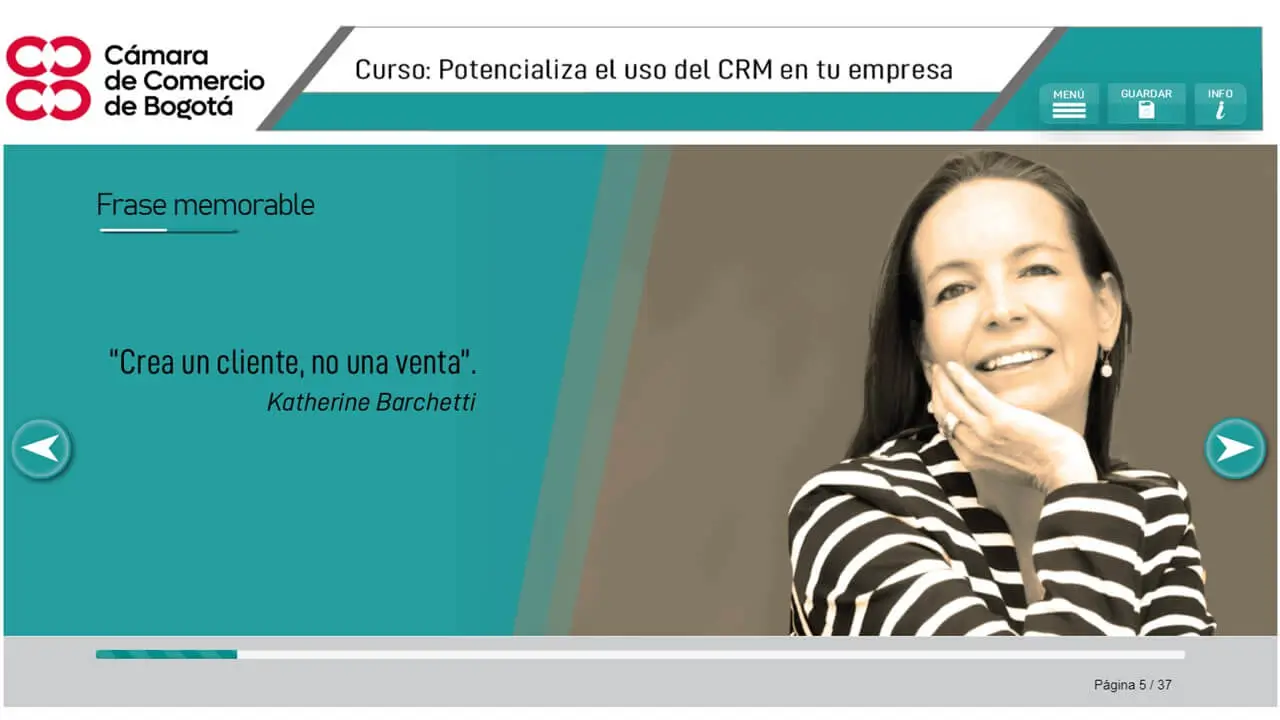 Cámara
de Comercio
de Bogotá
Curso: Potencializa el uso del CRM en tu empresa
MENÚ
GUARDAR
INFO
i
Frase memorable
"Crea un cliente, no una venta".
Katherine Barchetti
Página 5 / 37